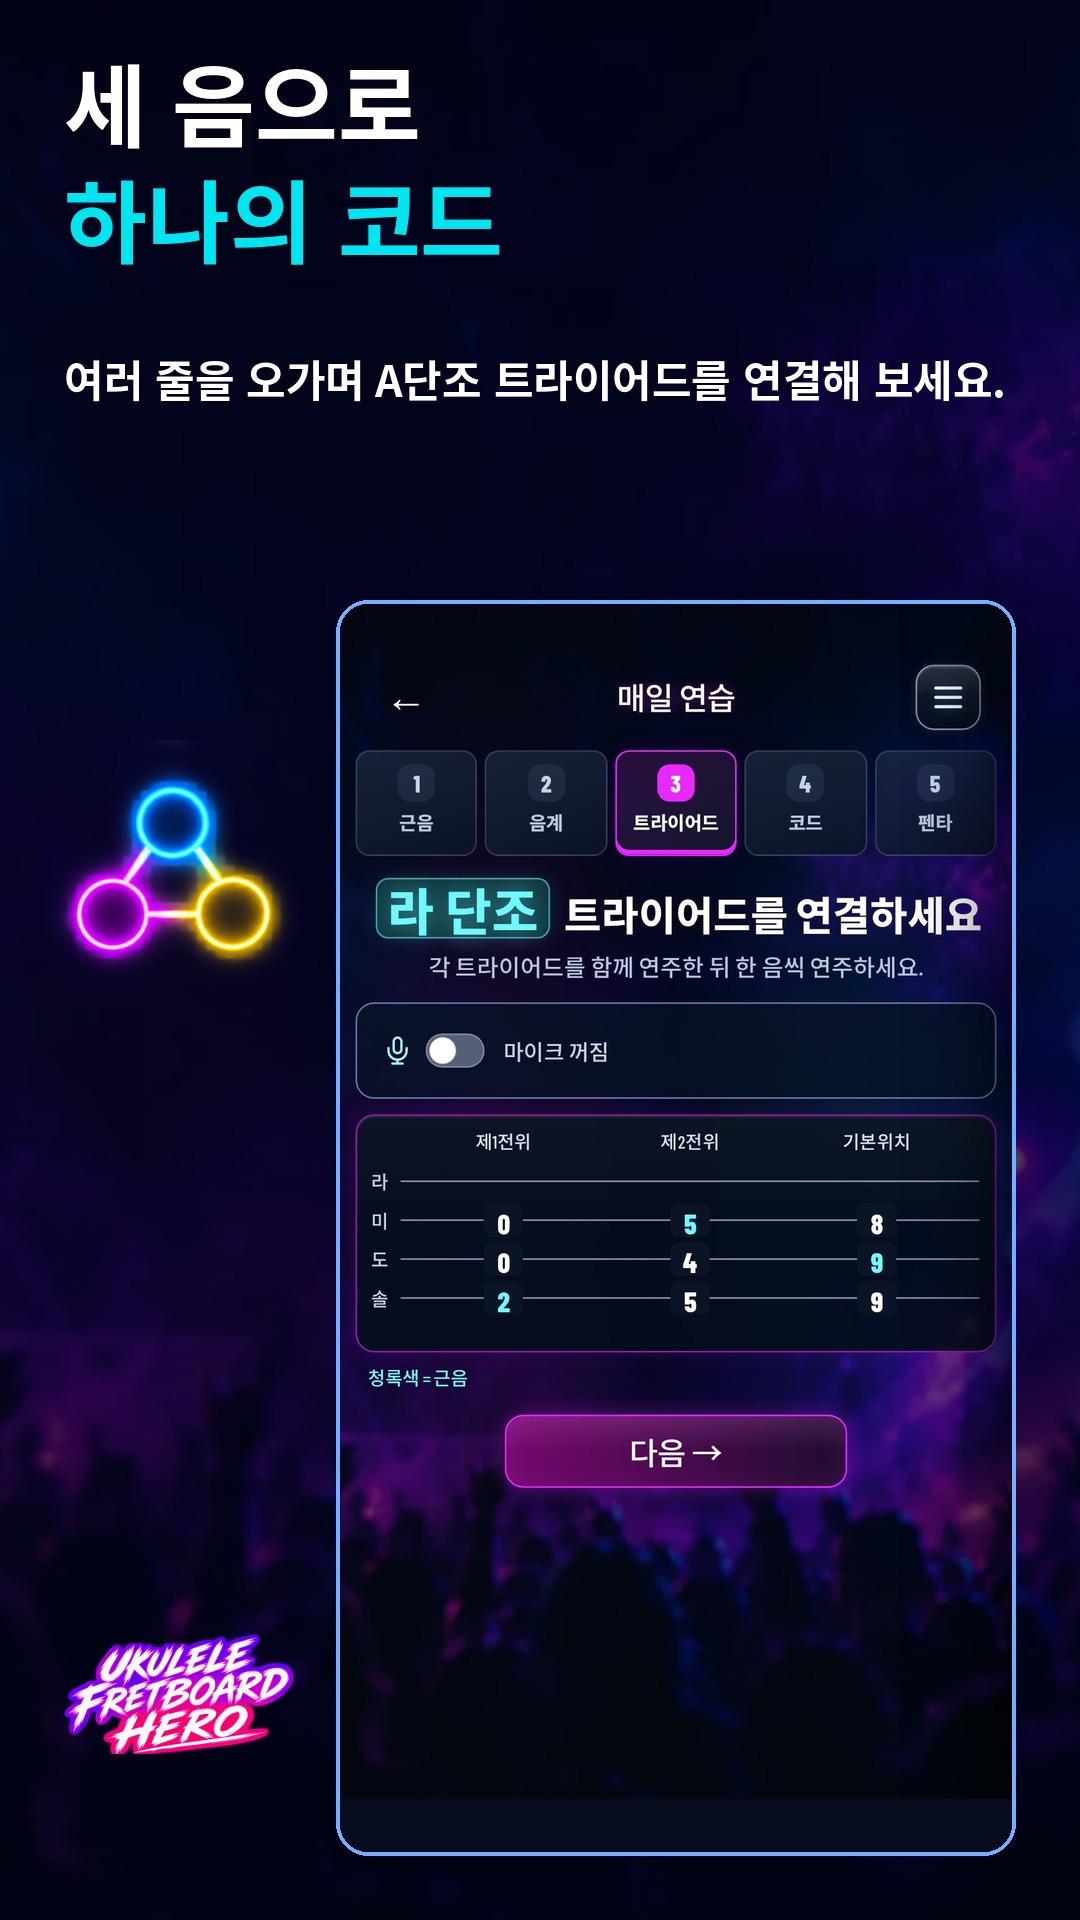 세 음으로
하나의 코드
여러 줄을 오가며 A단조 트라이어드를 연결해 보세요.
← 매일 연습
1 2 3 4 5
근음 음계 트라이어드 코드 펜타
라 단조 트라이어드를 연결하세요
각 트라이어드를 함께 연주한 뒤 한 음씩 연주하세요.
마이크 꺼짐
제1전위 제2전위 기본위치
라
미 0 5 8
도 0 4 9
솔 2 5 9
청록색=근음
다음 →
UKULELE
FRETBOARD
HERO